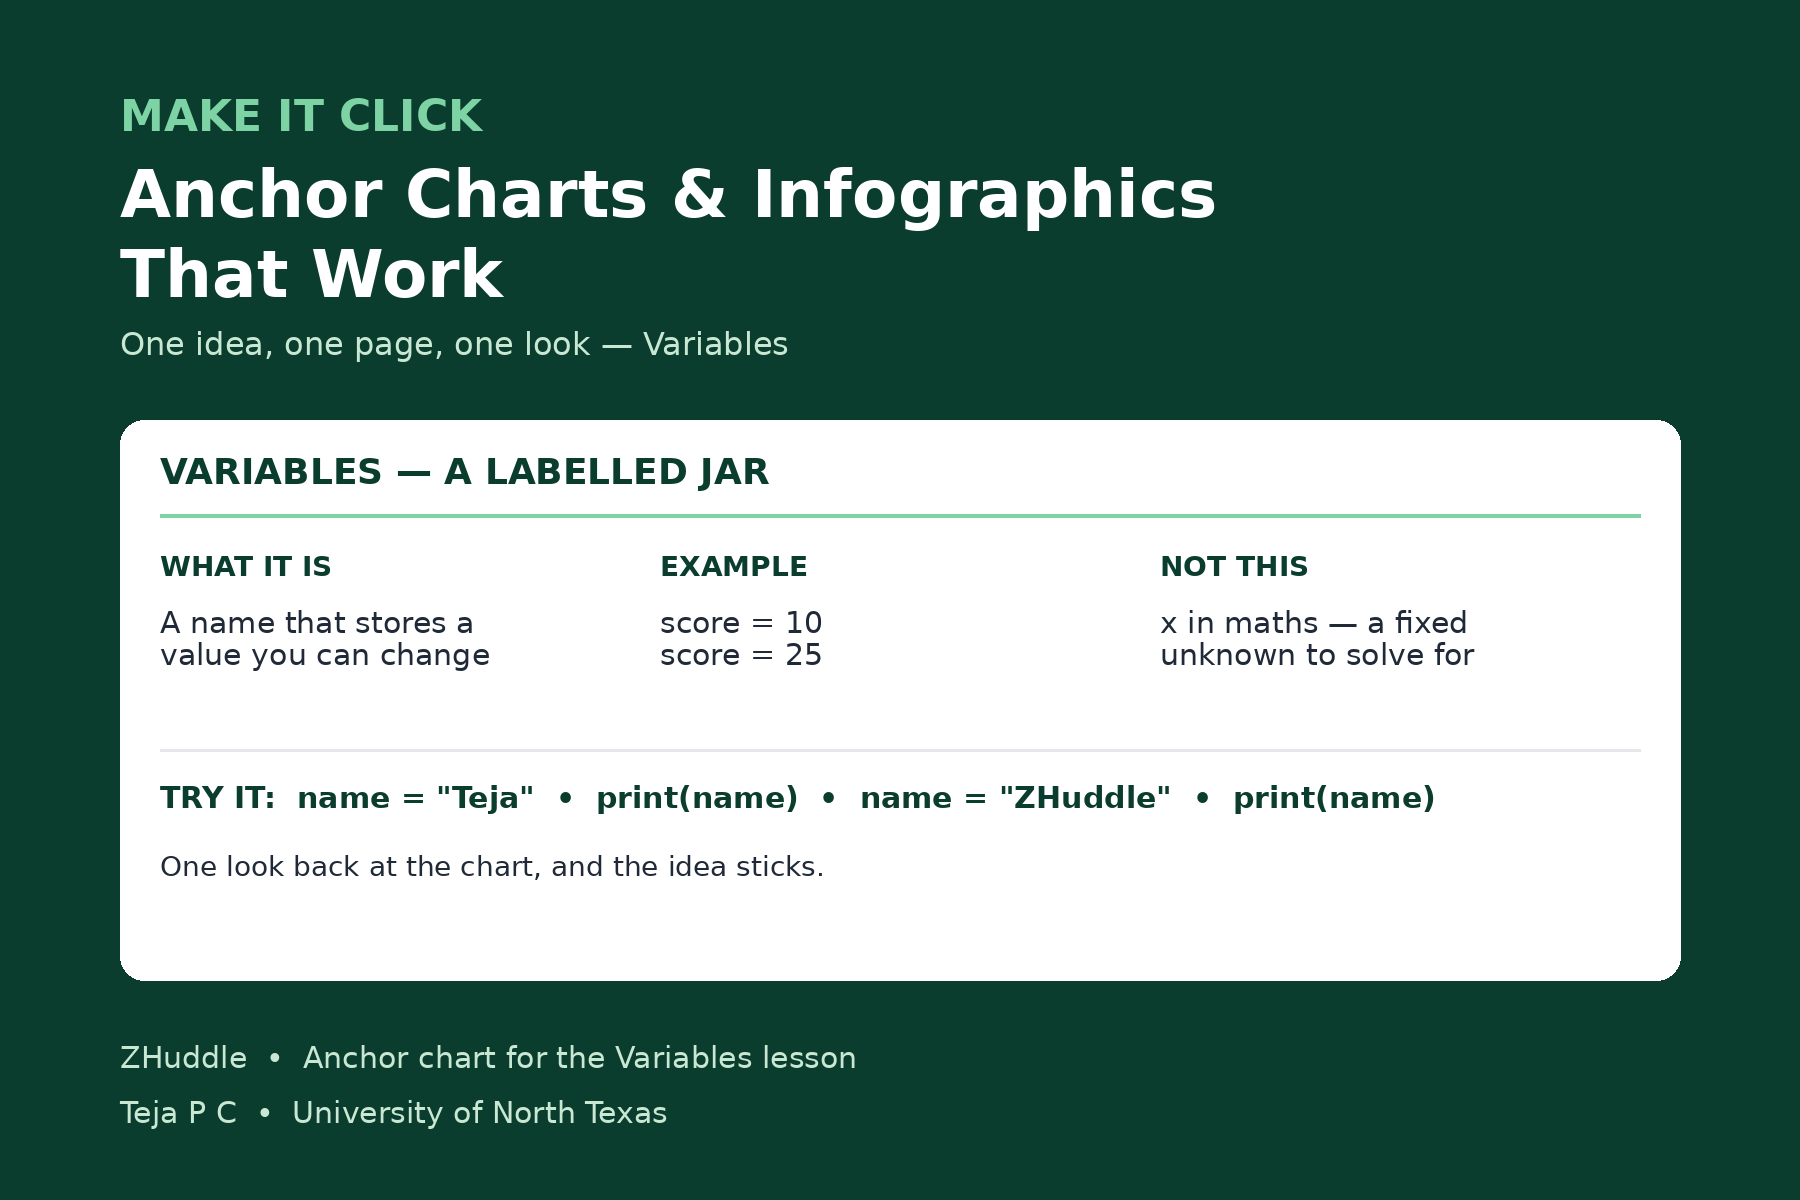 MAKE IT CLICK
Anchor Charts & Infographics
That Work
One idea, one page, one look — Variables
VARIABLES — A LABELLED JAR
WHAT IT IS
A name that stores a
value you can change
EXAMPLE
score = 10
score = 25
NOT THIS
x in maths — a fixed
unknown to solve for
TRY IT:  name = "Teja"  •  print(name)  •  name = "ZHuddle"  •  print(name)
One look back at the chart, and the idea sticks.
ZHuddle  •  Anchor chart for the Variables lesson
Teja P C  •  University of North Texas